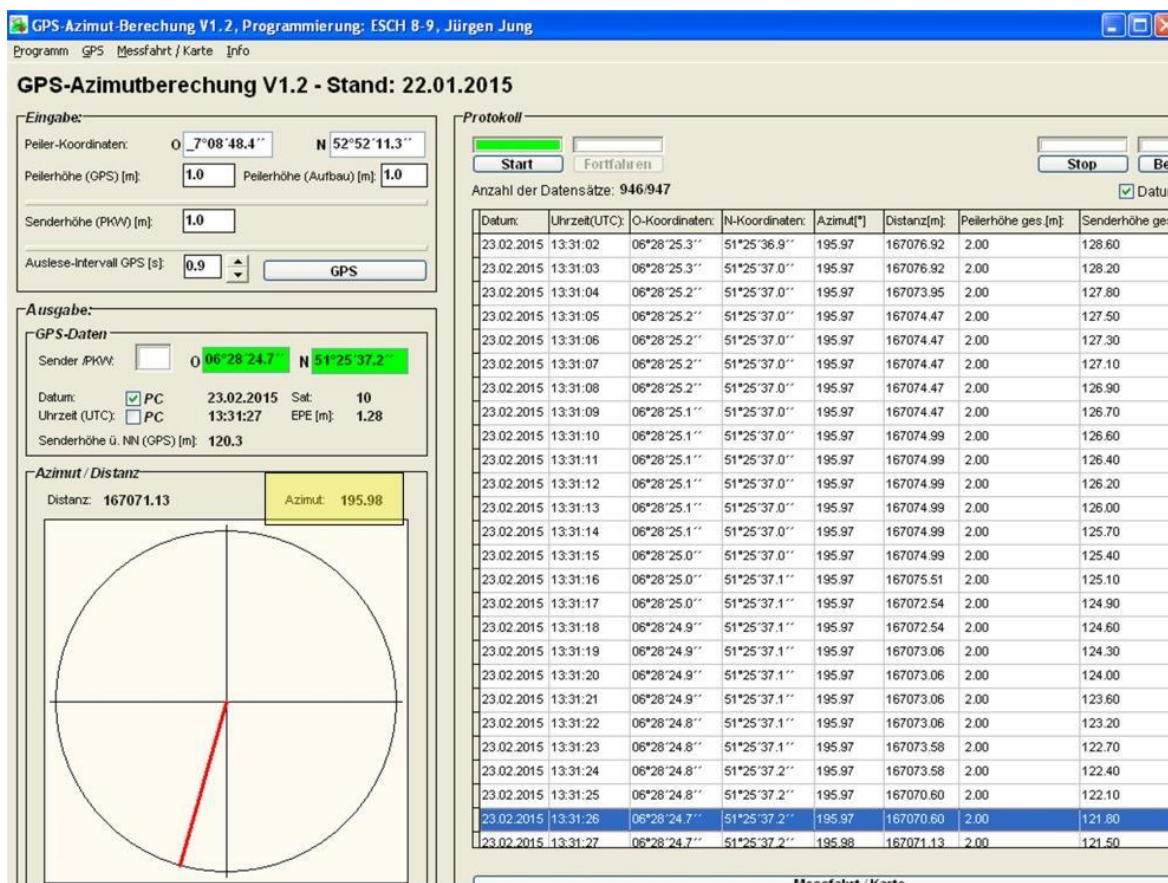 GPS-Azimut-Berechung V1.2, Programmierung: ESCH 8-9, Jürgen Jung
Programm GPS Messfahrt / Karte Info
GPS-Azimutberechung V1.2 - Stand: 22.01.2015
Eingabe:
Peiler-Koordinaten: O _7°08´48.4´´ N 52°52´11.3´´
Peilerhöhe (GPS) [m]: 1.0 Peilerhöhe (Aufbau) [m]: 1.0
Senderhöhe (PKW) [m]: 1.0
Auslese-Intervall GPS [s]: 0.9 GPS
Ausgabe:
GPS-Daten
Sender /PKW: O 06°28´24.7´´ N 51°25´37.2´´
Datum: PC 23.02.2015 Sat: 10
Uhrzeit (UTC): PC 13:31:27 EPE [m]: 1.28
Senderhöhe ü. NN (GPS) [m]: 120.3
Azimut / Distanz
Distanz: 167071.13 Azimut: 195.98
Protokoll
Start Fortfahren Stop Be
Anzahl der Datensätze: 946/947 Datu
Datum: Uhrzeit(UTC): O-Koordinaten: N-Koordinaten: Azimut[°] Distanz[m]: Peilerhöhe ges.[m]: Senderhöhe ge
23.02.2015 13:31:02 06°28´25.3´´ 51°25´36.9´´ 195.97 167076.92 2.00 128.60
23.02.2015 13:31:03 06°28´25.3´´ 51°25´37.0´´ 195.97 167076.92 2.00 128.20
23.02.2015 13:31:04 06°28´25.2´´ 51°25´37.0´´ 195.97 167073.95 2.00 127.80
23.02.2015 13:31:05 06°28´25.2´´ 51°25´37.0´´ 195.97 167074.47 2.00 127.50
23.02.2015 13:31:06 06°28´25.2´´ 51°25´37.0´´ 195.97 167074.47 2.00 127.30
23.02.2015 13:31:07 06°28´25.2´´ 51°25´37.0´´ 195.97 167074.47 2.00 127.10
23.02.2015 13:31:08 06°28´25.2´´ 51°25´37.0´´ 195.97 167074.47 2.00 126.90
23.02.2015 13:31:09 06°28´25.1´´ 51°25´37.0´´ 195.97 167074.47 2.00 126.70
23.02.2015 13:31:10 06°28´25.1´´ 51°25´37.0´´ 195.97 167074.99 2.00 126.60
23.02.2015 13:31:11 06°28´25.1´´ 51°25´37.0´´ 195.97 167074.99 2.00 126.40
23.02.2015 13:31:12 06°28´25.1´´ 51°25´37.0´´ 195.97 167074.99 2.00 126.20
23.02.2015 13:31:13 06°28´25.1´´ 51°25´37.0´´ 195.97 167074.99 2.00 126.00
23.02.2015 13:31:14 06°28´25.1´´ 51°25´37.0´´ 195.97 167074.99 2.00 125.70
23.02.2015 13:31:15 06°28´25.0´´ 51°25´37.0´´ 195.97 167074.99 2.00 125.40
23.02.2015 13:31:16 06°28´25.0´´ 51°25´37.1´´ 195.97 167075.51 2.00 125.10
23.02.2015 13:31:17 06°28´25.0´´ 51°25´37.1´´ 195.97 167072.54 2.00 124.90
23.02.2015 13:31:18 06°28´24.9´´ 51°25´37.1´´ 195.97 167072.54 2.00 124.60
23.02.2015 13:31:19 06°28´24.9´´ 51°25´37.1´´ 195.97 167073.06 2.00 124.30
23.02.2015 13:31:20 06°28´24.9´´ 51°25´37.1´´ 195.97 167073.06 2.00 124.00
23.02.2015 13:31:21 06°28´24.9´´ 51°25´37.1´´ 195.97 167073.06 2.00 123.60
23.02.2015 13:31:22 06°28´24.8´´ 51°25´37.1´´ 195.97 167073.06 2.00 123.20
23.02.2015 13:31:23 06°28´24.8´´ 51°25´37.1´´ 195.97 167073.58 2.00 122.70
23.02.2015 13:31:24 06°28´24.8´´ 51°25´37.2´´ 195.97 167073.58 2.00 122.40
23.02.2015 13:31:25 06°28´24.8´´ 51°25´37.2´´ 195.97 167070.60 2.00 122.10
23.02.2015 13:31:26 06°28´24.7´´ 51°25´37.2´´ 195.97 167070.60 2.00 121.80
23.02.2015 13:31:27 06°28´24.7´´ 51°25´37.2´´ 195.98 167071.13 2.00 121.50
Messfahrt / Karte